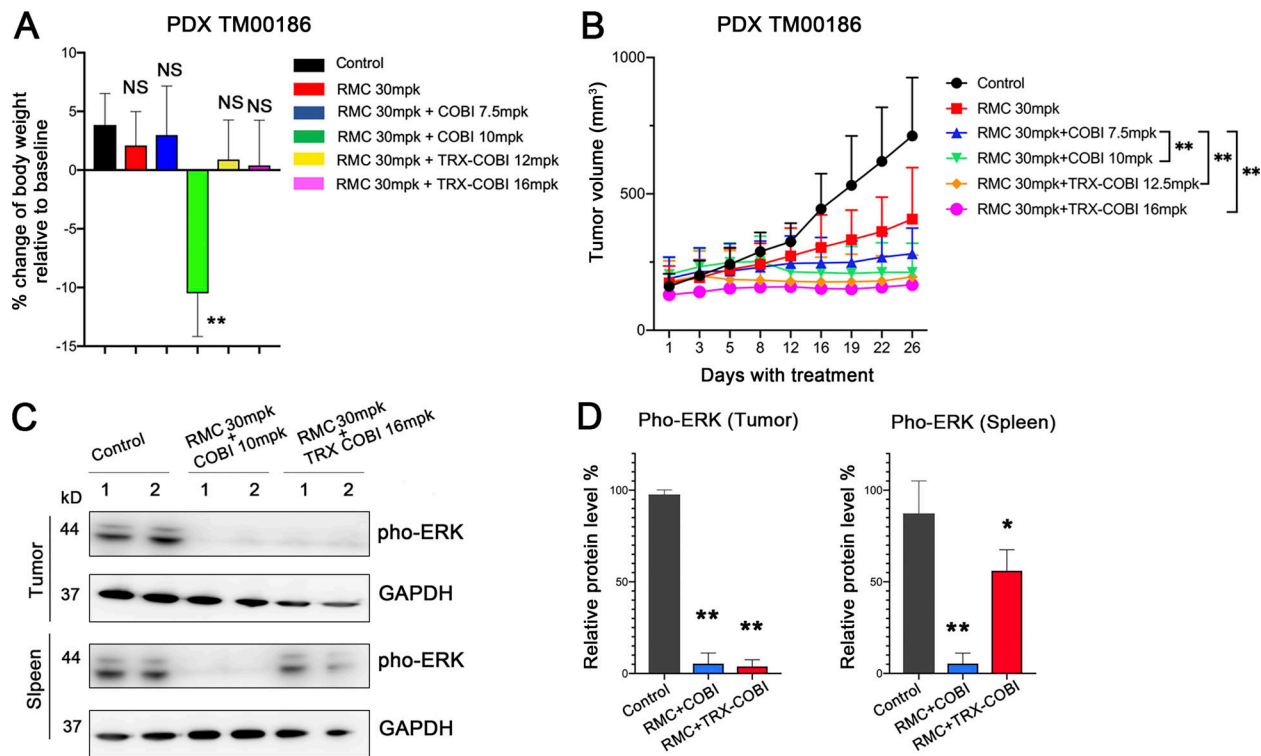 A
PDX TM00186
% change of body weight
relative to baseline
10
5
0
-5
-10
-15
NS
NS
NS
NS
**
Control
RMC 30mpk
RMC 30mpk + COBI 7.5mpk
RMC 30mpk + COBI 10mpk
RMC 30mpk + TRX-COBI 12mpk
RMC 30mpk + TRX-COBI 16mpk
B
PDX TM00186
Tumor volume (mm³)
1000
500
0
1 3 5 8 12 16 19 22 26
Days with treatment
Control
RMC 30mpk
RMC 30mpk+COBI 7.5mpk
RMC 30mpk+COBI 10mpk
RMC 30mpk+TRX-COBI 12.5mpk
RMC 30mpk+TRX-COBI 16mpk
**
**
**
C
Control
RMC 30mpk
+
COBI 10mpk
RMC 30mpk
+
TRX COBI 16mpk
kD
1 2 1 2 1 2
Tumor
44
pho-ERK
37
GAPDH
Slpeen
44
pho-ERK
37
GAPDH
D
Pho-ERK (Tumor)
Relative protein level %
100
50
0
**
**
Control
RMC+COBI
RMC+TRX-COBI
Pho-ERK (Spleen)
Relative protein level %
100
50
0
**
*
Control
RMC+COBI
RMC+TRX-COBI